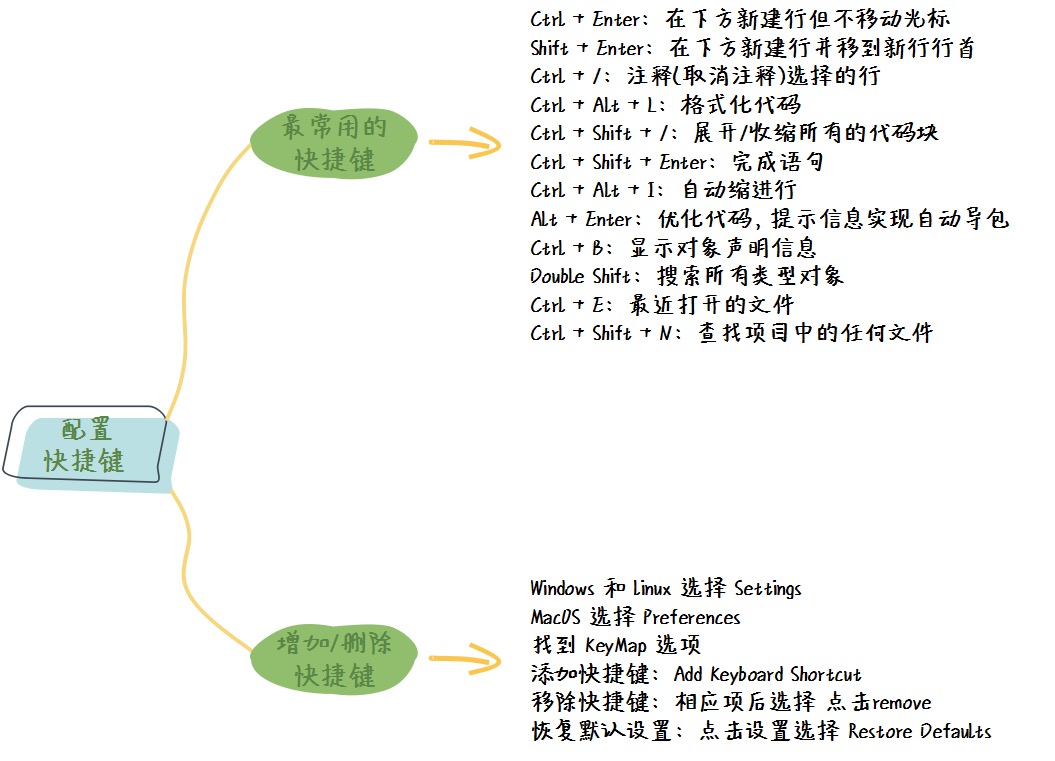 Ctrl + Enter：在下方新建行但不移动光标
Shift + Enter：在下方新建行并移到新行行首
Ctrl + /：注释(取消注释)选择的行
Ctrl + Alt + L：格式化代码
Ctrl + Shift + /：展开/收缩所有的代码块
Ctrl + Shift + Enter：完成语句
Ctrl + Alt + I：自动缩进行
Alt + Enter：优化代码，提示信息实现自动导包
Ctrl + B：显示对象声明信息
Double Shift：搜索所有类型对象
Ctrl + E：最近打开的文件
Ctrl + Shift + N：查找项目中的任何文件
最常用的
快捷键
配置
快捷键
增加/删除
快捷键
Windows 和 Linux 选择 Settings
MacOS 选择 Preferences
找到 KeyMap 选项
添加快捷键：Add Keyboard Shortcut
移除快捷键：相应项后选择 点击remove
恢复默认设置：点击设置选择 Restore Defaults